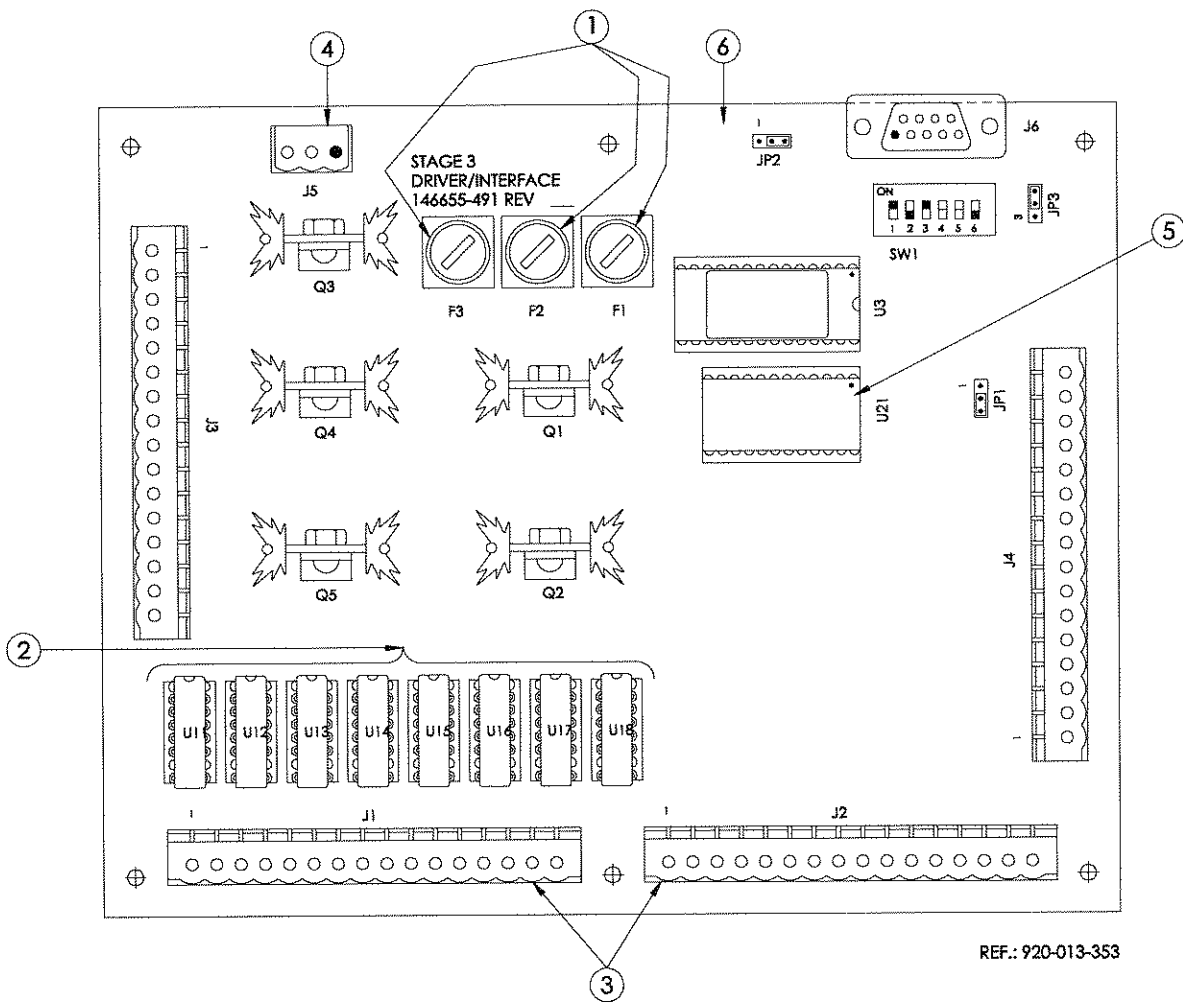 1
4
6
J6
1
JP2
J5
STAGE 3
DRIVER/INTERFACE
146655-491 REV __
ON
1 2 3 4 5 6
SW1
3
JP3
5
1
Q3
F3
F2
F1
U3
J3
Q4
Q1
U21
1
JP1
Q5
Q2
J4
2
U11
U12
U13
U14
U15
U16
U17
U18
1
1
J1
1
J2
3
REF.: 920-013-353